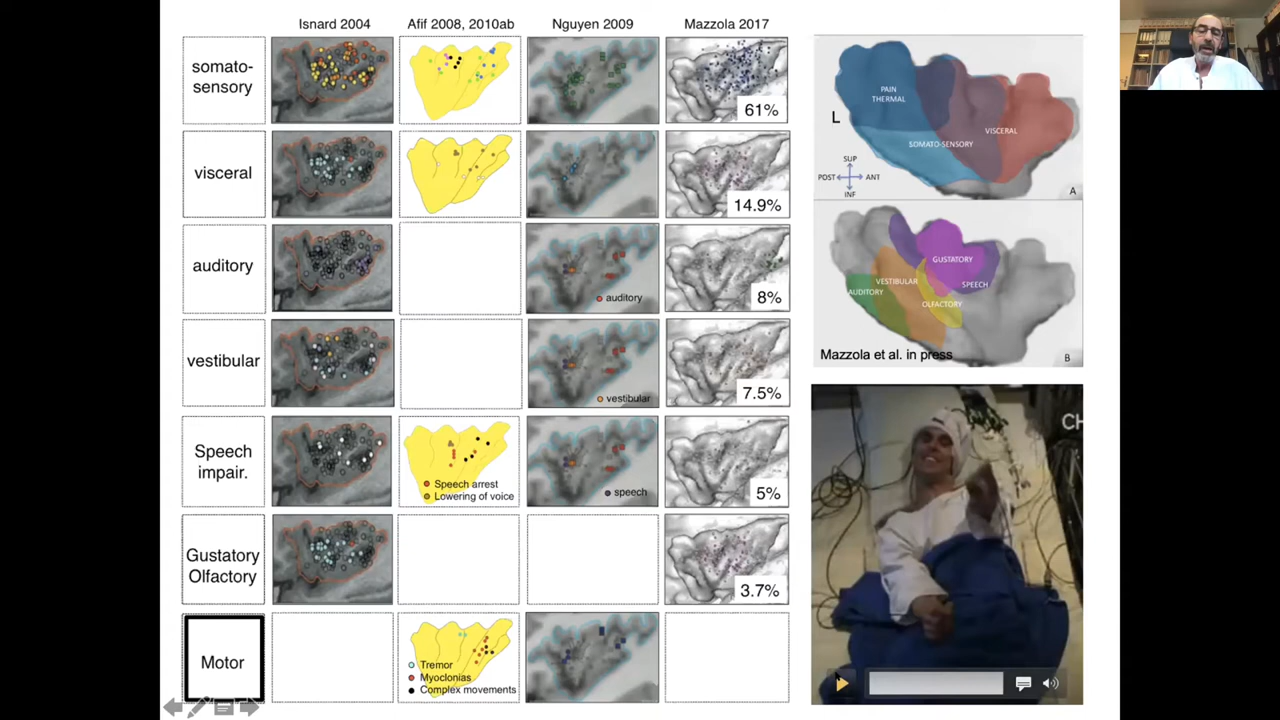 Isnard 2004
Afif 2008, 2010ab
Nguyen 2009
Mazzola 2017
somato-
sensory
61%
visceral
14.9%
auditory
auditory
8%
vestibular
vestibular
7.5%
Speech
impair.
Speech arrest
Lowering of voice
speech
5%
Gustatory
Olfactory
3.7%
Motor
Tremor
Myoclonias
Complex movements
PAIN
THERMAL
VISCERAL
SOMATO-SENSORY
L
SUP
POST
ANT
INF
A
GUSTATORY
VESTIBULAR
SPEECH
AUDITORY
OLFACTORY
Mazzola et al. in press
B
CH